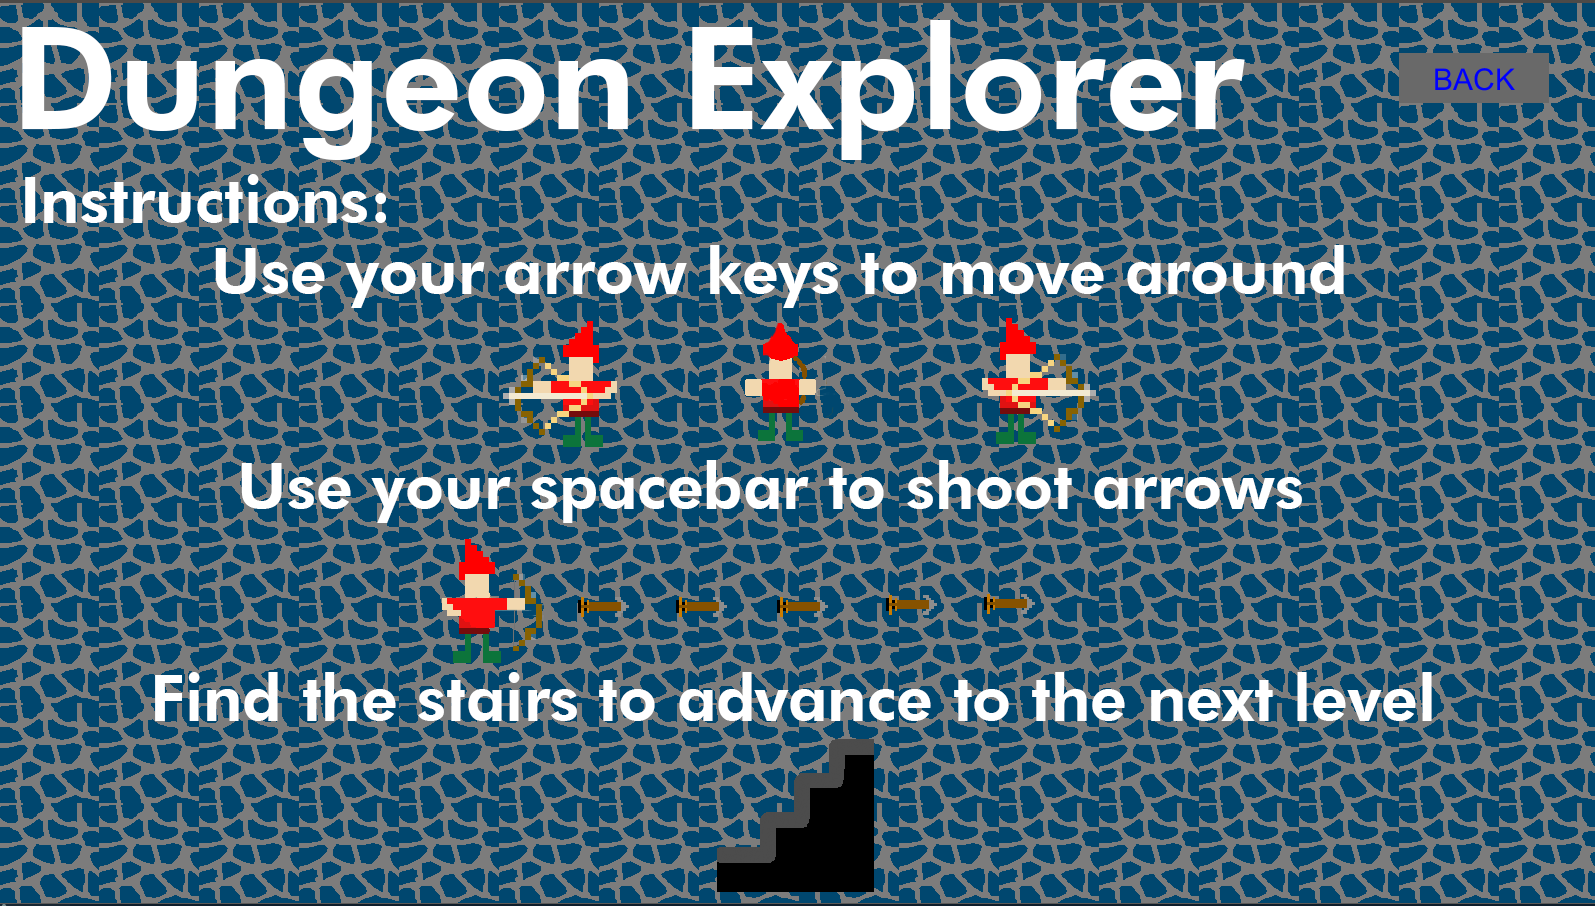 Dungeon Explorer
BACK
Instructions:
Use your arrow keys to move around
Use your spacebar to shoot arrows
Find the stairs to advance to the next level